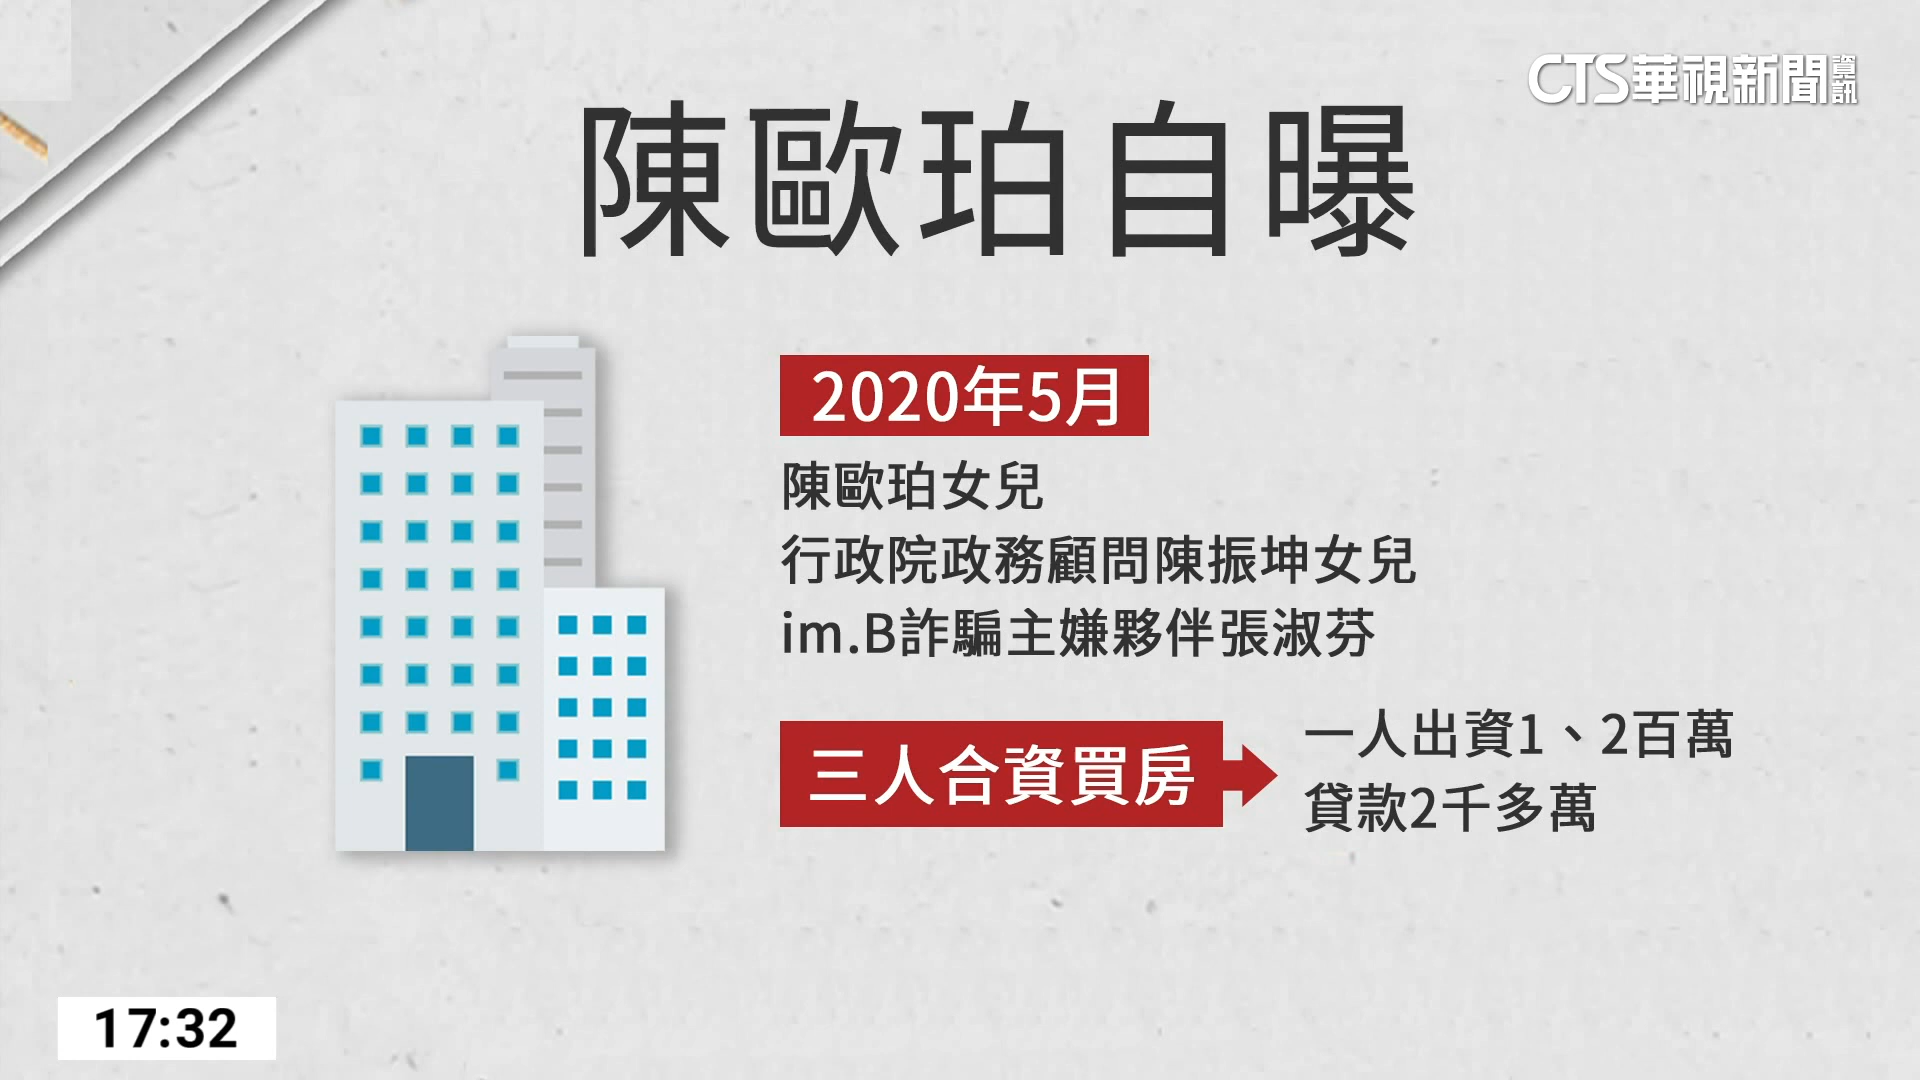 CTS華視新聞資訊
陳歐珀自曝
2020年5月
陳歐珀女兒
行政院政務顧問陳振坤女兒
im.B詐騙主嫌夥伴張淑芬
三人合資買房
一人出資1、2百萬
貸款2千多萬
17:32